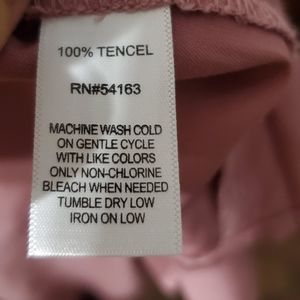 100% TENCEL
RN#54163
MACHINE WASH COLD
ON GENTLE CYCLE
WITH LIKE COLORS
ONLY NON-CHLORINE
BLEACH WHEN NEEDED
TUMBLE DRY LOW
IRON ON LOW